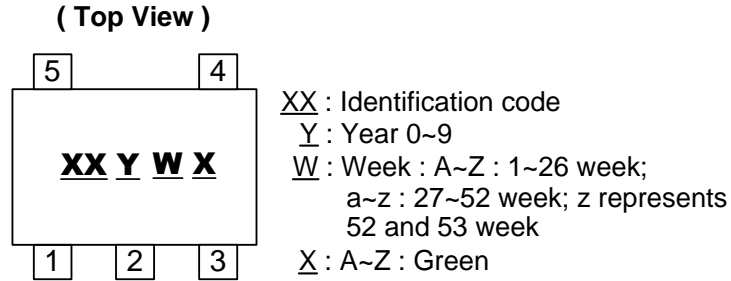 ( Top View )
5 4
XX Y W X
1 2 3
XX : Identification code
Y : Year 0~9
W : Week : A~Z : 1~26 week;
a~z : 27~52 week; z represents
52 and 53 week
X : A~Z : Green